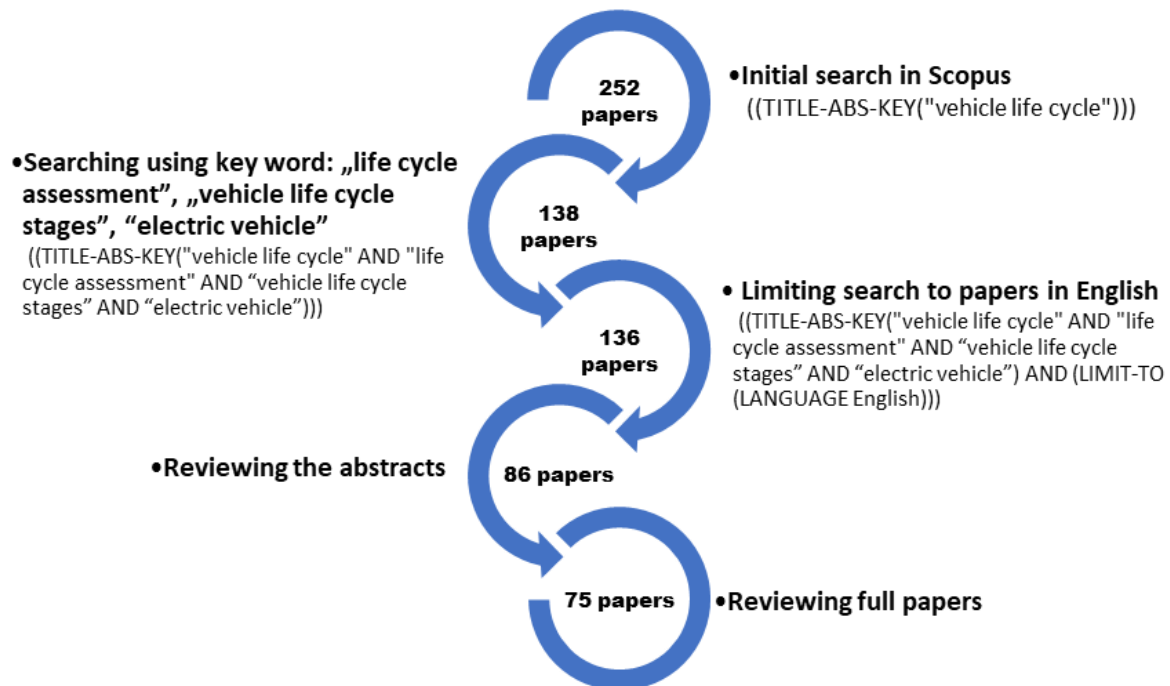 252
papers
•Initial search in Scopus
((TITLE-ABS-KEY("vehicle life cycle")))
•Searching using key word: „life cycle
assessment”, „vehicle life cycle
stages”, “electric vehicle”
((TITLE-ABS-KEY("vehicle life cycle" AND "life
cycle assessment" AND “vehicle life cycle
stages” AND “electric vehicle”)))
138
papers
136
papers
• Limiting search to papers in English
((TITLE-ABS-KEY("vehicle life cycle" AND "life
cycle assessment" AND “vehicle life cycle
stages” AND “electric vehicle”) AND (LIMIT-TO
(LANGUAGE English)))
•Reviewing the abstracts
86 papers
75 papers
•Reviewing full papers